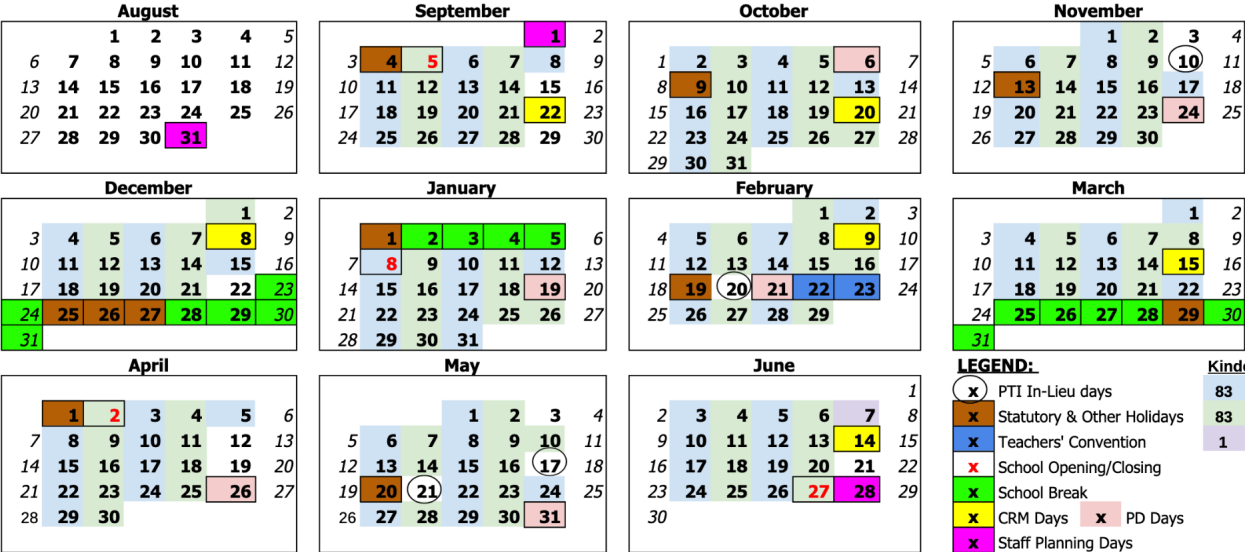 August September October November
1 2 3 4 5 1 2 1 2 3 4
6 7 8 9 10 11 12 3 4 5 6 7 8 9 1 2 3 4 5 6 7 5 6 7 8 9 10 11
13 14 15 16 17 18 19 10 11 12 13 14 15 16 8 9 10 11 12 13 14 12 13 14 15 16 17 18
20 21 22 23 24 25 26 17 18 19 20 21 22 23 15 16 17 18 19 20 21 19 20 21 22 23 24 25
27 28 29 30 31 24 25 26 27 28 29 30 22 23 24 25 26 27 28 26 27 28 29 30
29 30 31
December January February March
1 2 1 2 3 4 5 6 1 2 3 1 2
3 4 5 6 7 8 9 7 8 9 10 11 12 13 4 5 6 7 8 9 10 3 4 5 6 7 8 9
10 11 12 13 14 15 16 14 15 16 17 18 19 20 11 12 13 14 15 16 17 10 11 12 13 14 15 16
17 18 19 20 21 22 23 21 22 23 24 25 26 27 18 19 20 21 22 23 24 17 18 19 20 21 22 23
24 25 26 27 28 29 30 28 29 30 31 25 26 27 28 29 24 25 26 27 28 29 30
31 31
April May June LEGEND: Kinde
1 2 3 4 5 6 1 2 3 4 1 x PTI In-Lieu days 83
7 8 9 10 11 12 13 5 6 7 8 9 10 11 2 3 4 5 6 7 8 x Statutory & Other Holidays 83
14 15 16 17 18 19 20 12 13 14 15 16 17 18 9 10 11 12 13 14 15 x Teachers' Convention 1
21 22 23 24 25 26 27 19 20 21 22 23 24 25 16 17 18 19 20 21 22 x School Opening/Closing
28 29 30 26 27 28 29 30 31 23 24 25 26 27 28 29 x School Break
30 x CRM Days x PD Days
x Staff Planning Days